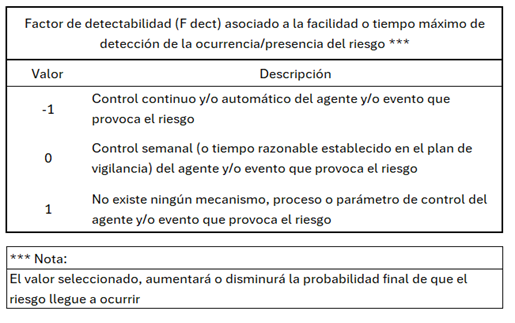 Factor de detectabilidad (F dect) asociado a la facilidad o tiempo máximo de
detección de la ocurrencia/presencia del riesgo ***
Valor Descripción
-1 Control continuo y/o automático del agente y/o evento que
provoca el riesgo
0 Control semanal (o tiempo razonable establecido en el plan de
vigilancia) del agente y/o evento que provoca el riesgo
1 No existe ningún mecanismo, proceso o parámetro de control del
agente y/o evento que provoca el riesgo
*** Nota:
El valor seleccionado, aumentará o disminurá la probabilidad final de que el
riesgo llegue a ocurrir